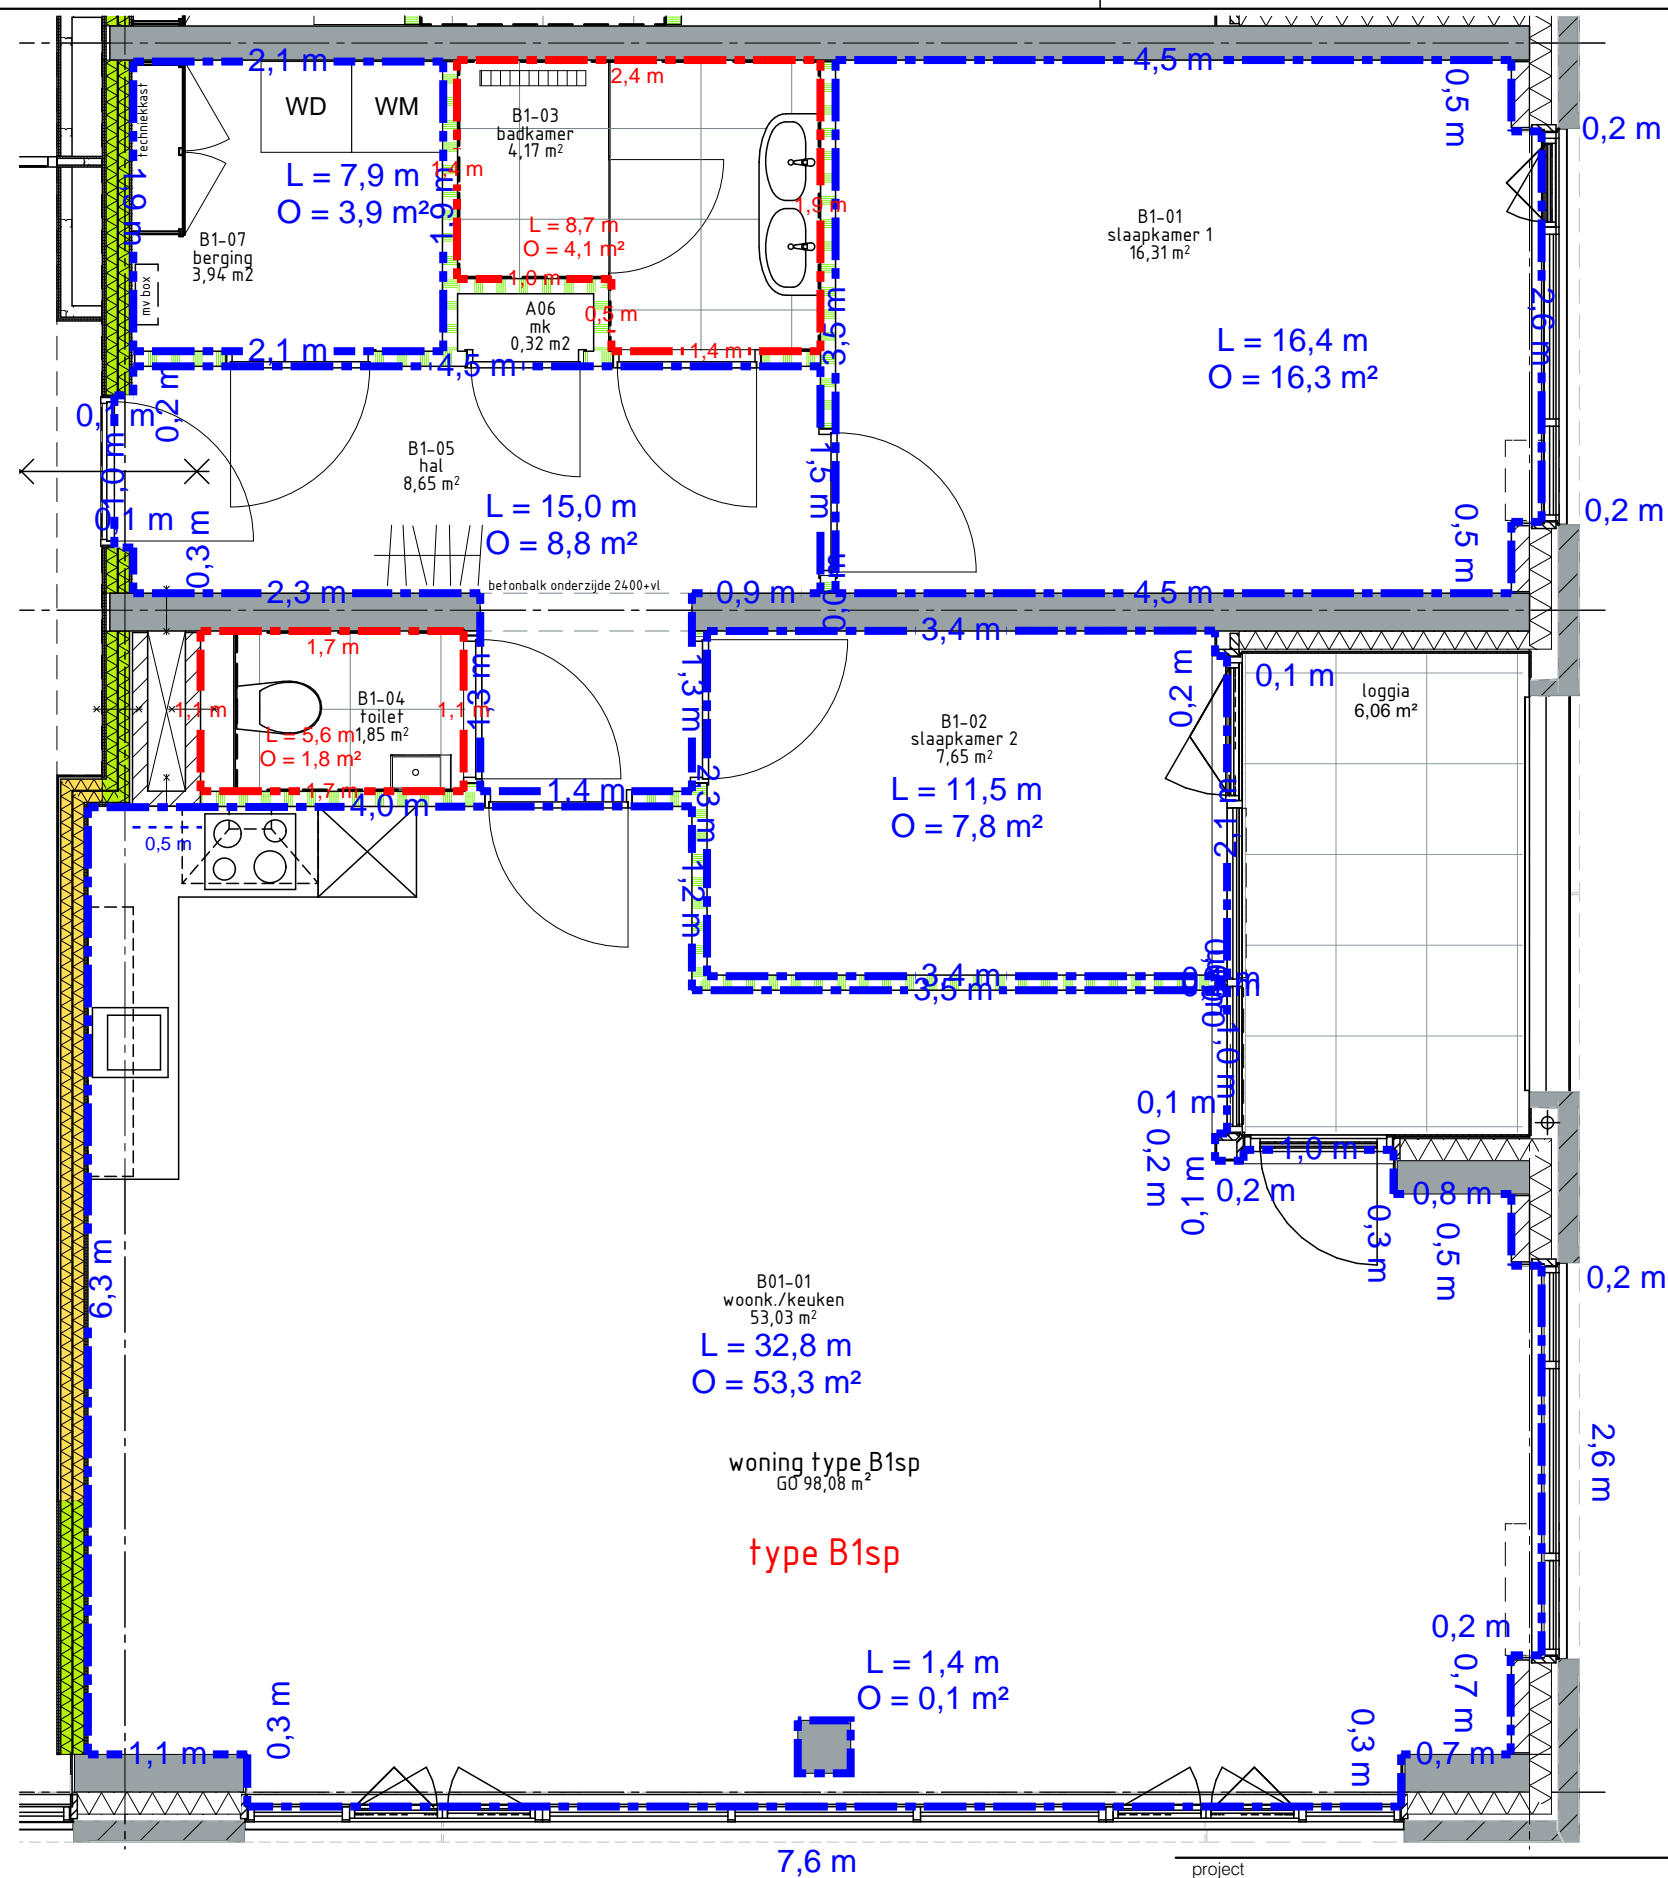 2,1 m
2,4 m
4,5 m
0,5 m
0,2 m
techniekkast
WD
WM
B1-03
badkamer
4,17 m²
1,4 m
L = 7,9 m
O = 3,9 m²
1,9 m
1,9 m
1,9 m
L = 8,7 m
O = 4,1 m²
B1-01
slaapkamer 1
16,31 m²
B1-07
berging
3,94 m2
mv box
1,0 m
A06
mk
0,32 m2
0,5 m
3,5 m
2,6 m
L = 16,4 m
O = 16,3 m²
2,1 m
4,5 m
1,4 m
0,2 m
0,1 m
1,0 m
B1-05
hal
8,65 m²
1,5 m
0,1 m
0,3 m
L = 15,0 m
O = 8,8 m²
0,5 m
0,2 m
betonbalk onderzijde 2400+vl
2,3 m
0,9 m
4,5 m
1,7 m
3,4 m
1,1 m
B1-04
toilet
1,85 m²
1,1 m
L = 5,6 m
O = 1,8 m²
1,3 m
1,3 m
0,2 m
0,1 m
loggia
6,06 m²
B1-02
slaapkamer 2
7,65 m²
L = 11,5 m
O = 7,8 m²
1,7 m
4,0 m
1,4 m
2,3 m
2,1 m
0,5 m
1,2 m
3,4 m
3,5 m
1,0 m
0,1 m
0,2 m
0,1 m
0,2 m
1,0 m
0,3 m
0,8 m
0,5 m
0,2 m
6,3 m
B01-01
woonk./keuken
53,03 m²
L = 32,8 m
O = 53,3 m²
woning type B1sp
GO 98,08 m²
2,6 m
type B1sp
0,2 m
0,7 m
L = 1,4 m
O = 0,1 m²
0,3 m
1,1 m
0,3 m
0,7 m
7,6 m
project